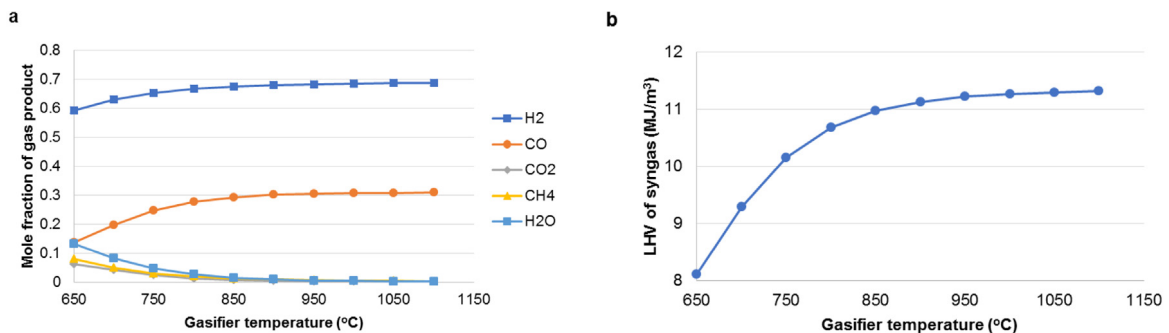 a
Mole fraction of gas product
0.8
0.7
0.6
0.5
0.4
0.3
0.2
0.1
0
650 750 850 950 1050 1150
Gasifier temperature (°C)
H2
CO
CO2
CH4
H2O
b
LHV of syngas (MJ/m³)
12
11
10
9
8
650 750 850 950 1050 1150
Gasifier temperature (°C)